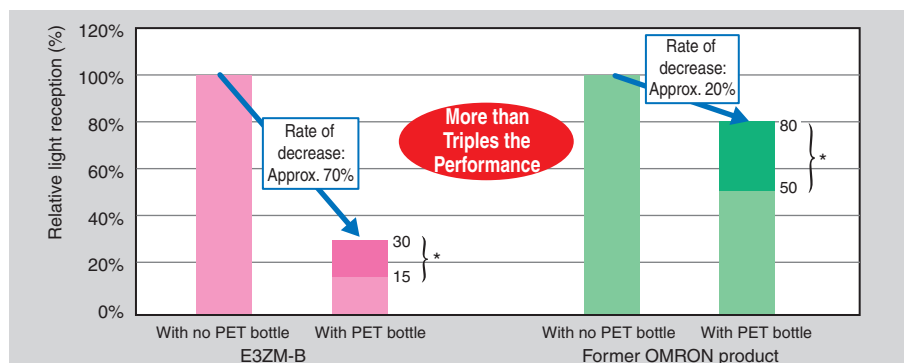 Relative light reception (%)
120%
100%
80%
60%
40%
20%
0%
Rate of
decrease:
Approx. 70%
30
15
*
More than
Triples the
Performance
Rate of
decrease:
Approx. 20%
80
50
*
With no PET bottle
With PET bottle
E3ZM-B
With no PET bottle
With PET bottle
Former OMRON product